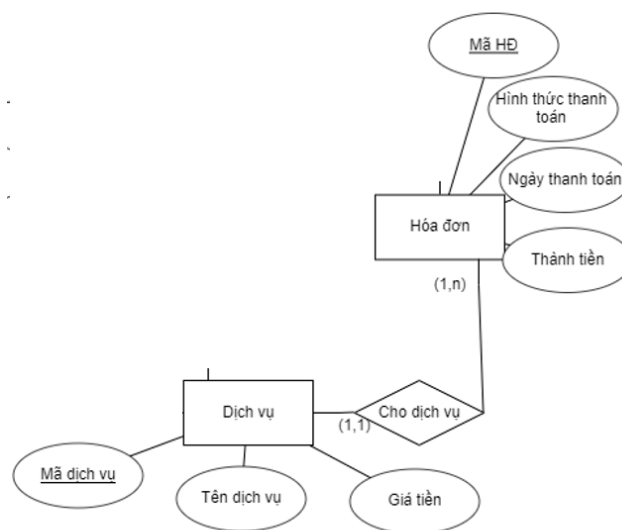 Mã HĐ
Hình thức thanh
toán
Ngày thanh toán
Hóa đơn
Thành tiền
(1,n)
Dịch vụ
(1,1)
Cho dịch vụ
Mã dịch vụ
Tên dịch vụ
Giá tiền